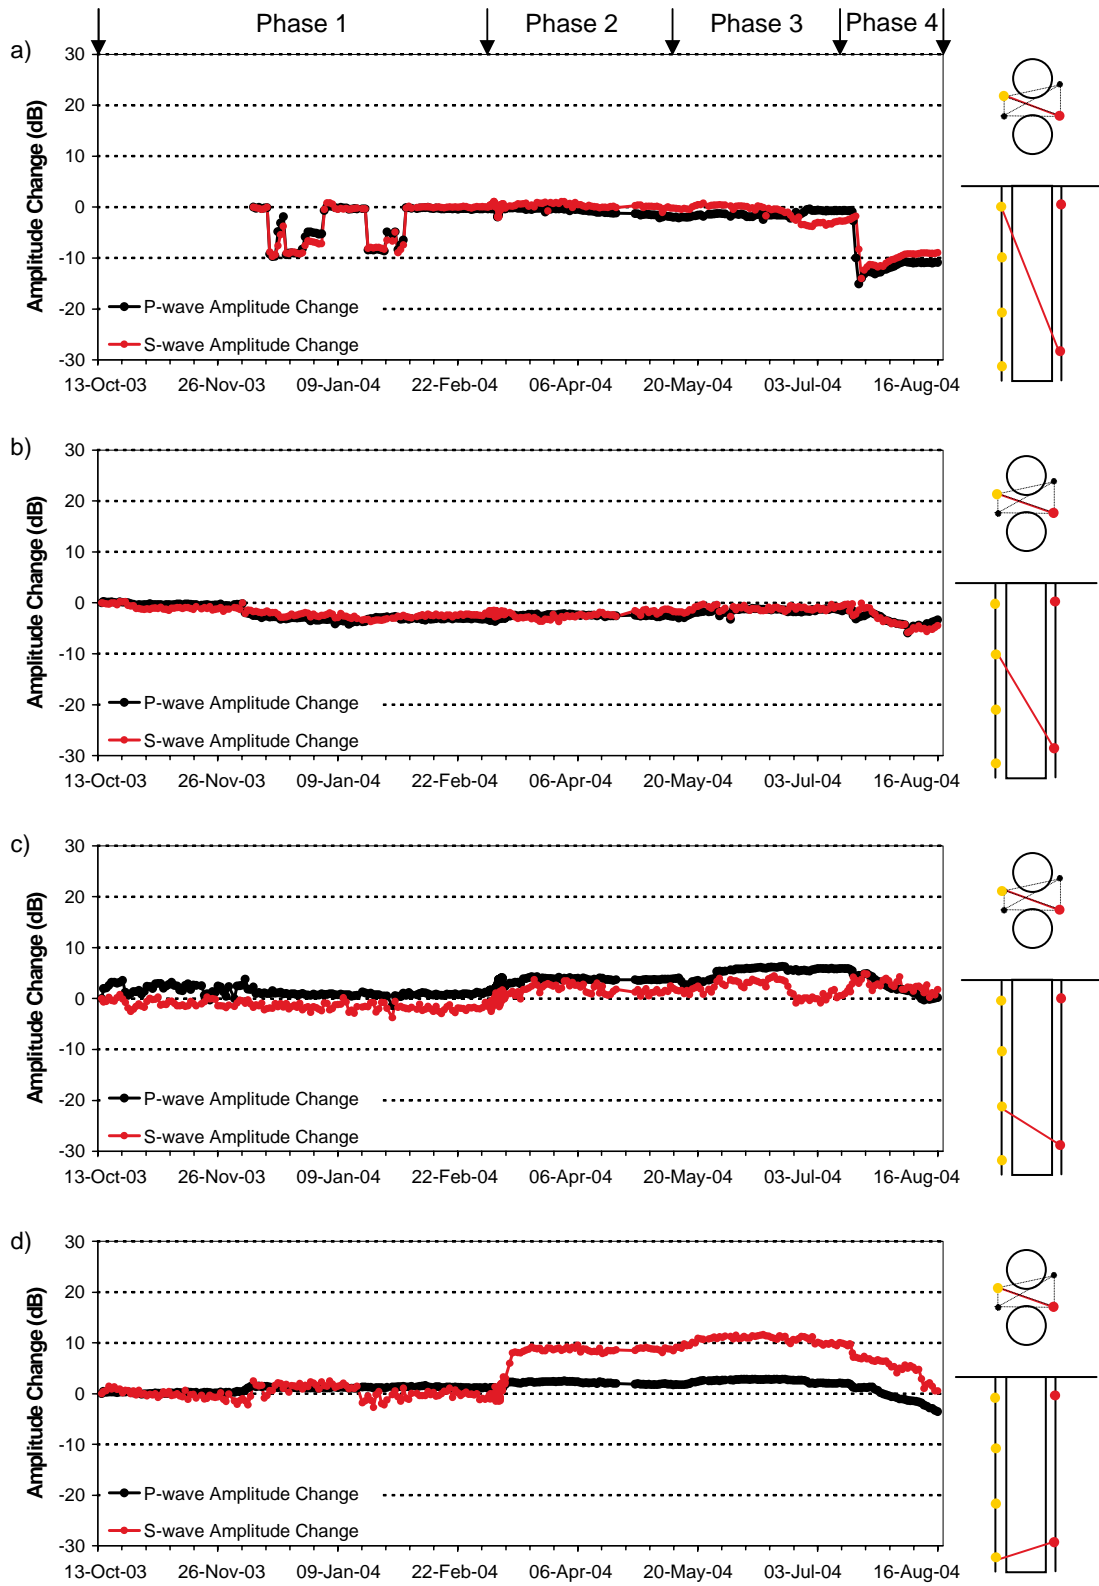 Phase 1 Phase 2 Phase 3 Phase 4
a)
Amplitude Change (dB)
30
20
10
0
-10
-20
-30
P-wave Amplitude Change
S-wave Amplitude Change
13-Oct-03 26-Nov-03 09-Jan-04 22-Feb-04 06-Apr-04 20-May-04 03-Jul-04 16-Aug-04
b)
Amplitude Change (dB)
30
20
10
0
-10
-20
-30
P-wave Amplitude Change
S-wave Amplitude Change
13-Oct-03 26-Nov-03 09-Jan-04 22-Feb-04 06-Apr-04 20-May-04 03-Jul-04 16-Aug-04
c)
Amplitude Change (dB)
30
20
10
0
-10
-20
-30
P-wave Amplitude Change
S-wave Amplitude Change
13-Oct-03 26-Nov-03 09-Jan-04 22-Feb-04 06-Apr-04 20-May-04 03-Jul-04 16-Aug-04
d)
Amplitude Change (dB)
30
20
10
0
-10
-20
-30
P-wave Amplitude Change
S-wave Amplitude Change
13-Oct-03 26-Nov-03 09-Jan-04 22-Feb-04 06-Apr-04 20-May-04 03-Jul-04 16-Aug-04